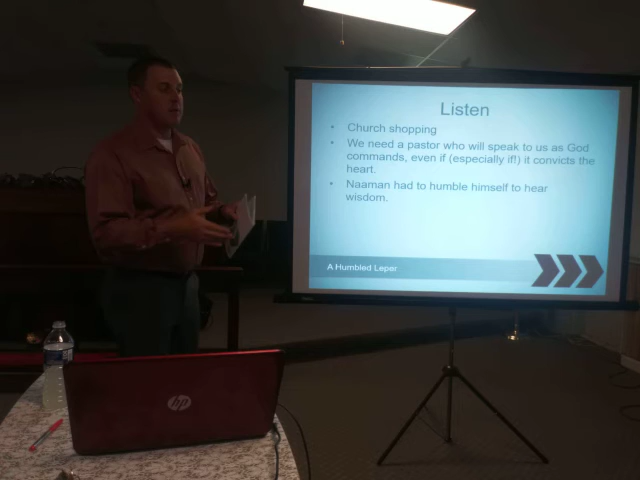 Listen
• Church shopping
• We need a pastor who will speak to us as God
commands, even if (especially if!) it convicts the
heart.
• Naaman had to humble himself to hear
wisdom.
A Humbled Leper
hp